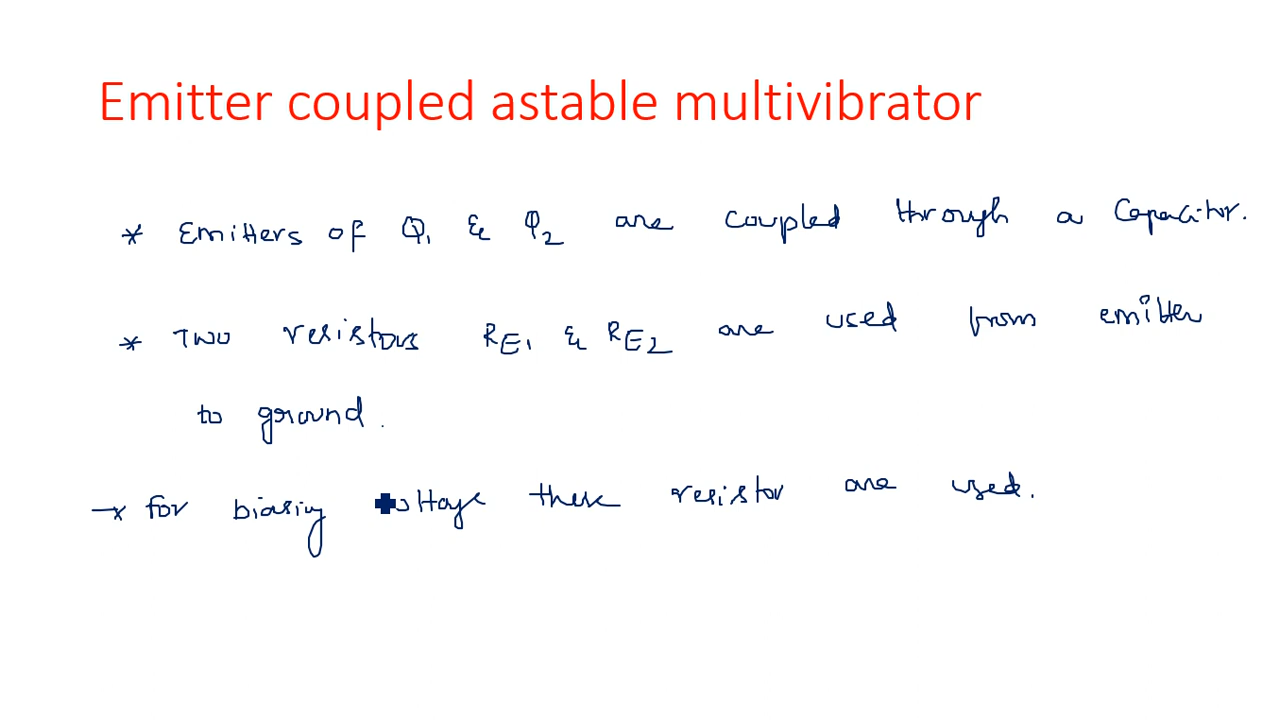 Emitter coupled astable multivibrator
* Emitters of Q1 & Q2 are coupled through a Capacitor.
* Two resistors RE1 & RE2 are used from emitter
to ground.
* for biasing voltage these resistor are used.